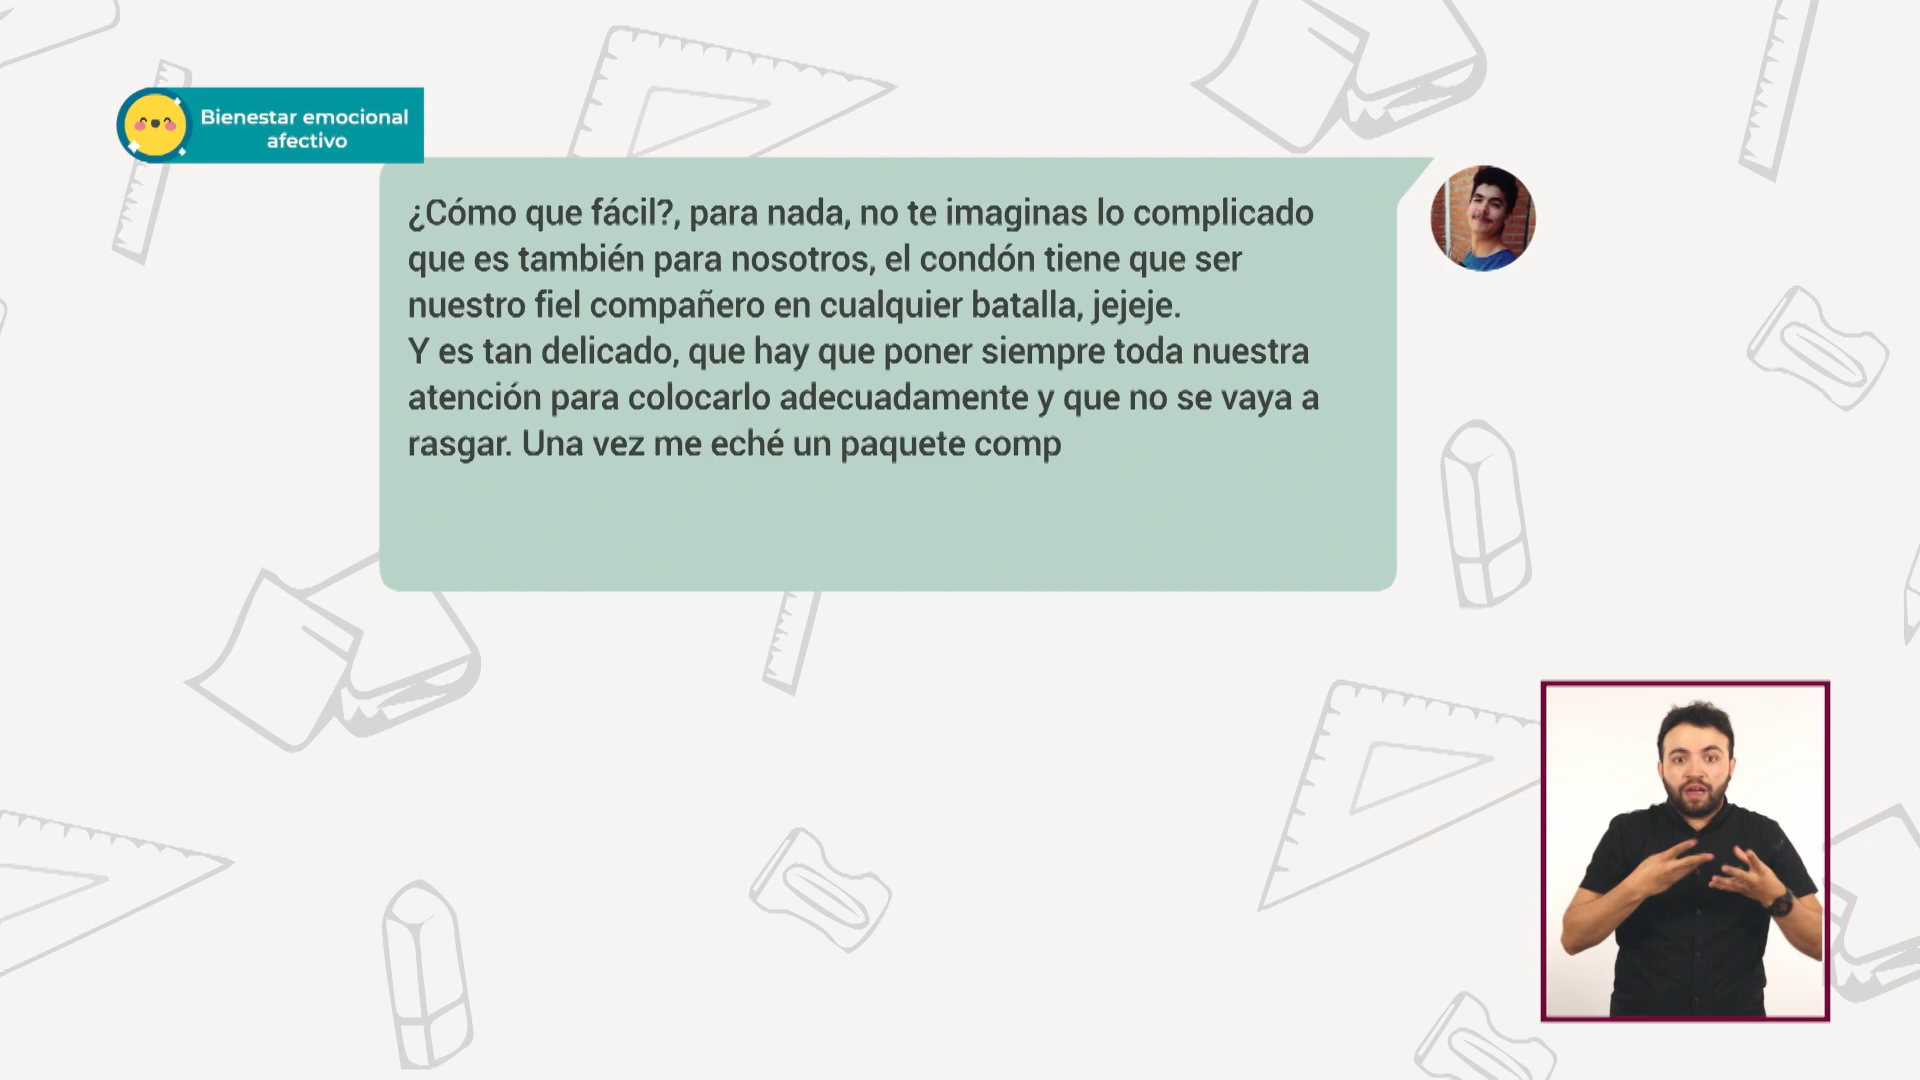 Bienestar emocional
afectivo
¿Cómo que fácil?, para nada, no te imaginas lo complicado
que es también para nosotros, el condón tiene que ser
nuestro fiel compañero en cualquier batalla, jejeje.
Y es tan delicado, que hay que poner siempre toda nuestra
atención para colocarlo adecuadamente y que no se vaya a
rasgar. Una vez me eché un paquete comp